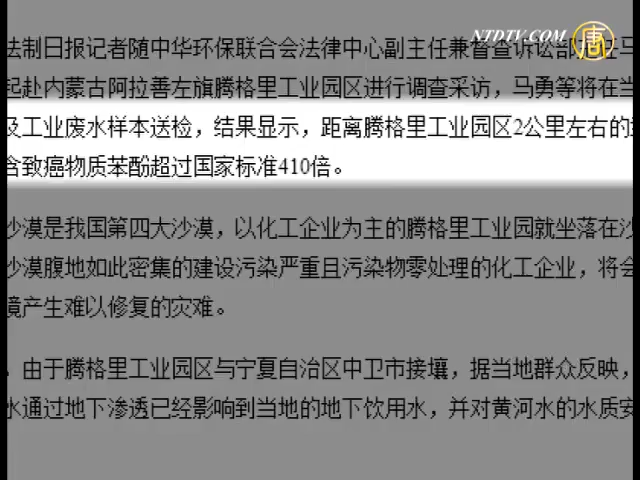 NTDTV.COM
唐
法制日报记者随中华环保联合会法律中心副主任兼督查诉讼部
起赴内蒙古阿拉善左旗腾格里工业园区进行调查采访，马勇等将在当
及工业废水样本送检，结果显示，距离腾格里工业园区2公里左右的
含致癌物质苯酚超过国家标准410倍。
沙漠是我国第四大沙漠，以化工企业为主的腾格里工业园就坐落在沙
沙漠腹地如此密集的建设污染严重且污染物零处理的化工企业，将会
境产生难以修复的灾难。
，由于腾格里工业园区与宁夏自治区中卫市接壤，据当地群众反映，
水通过地下渗透已经影响到当地的地下饮用水，并对黄河水的水质安